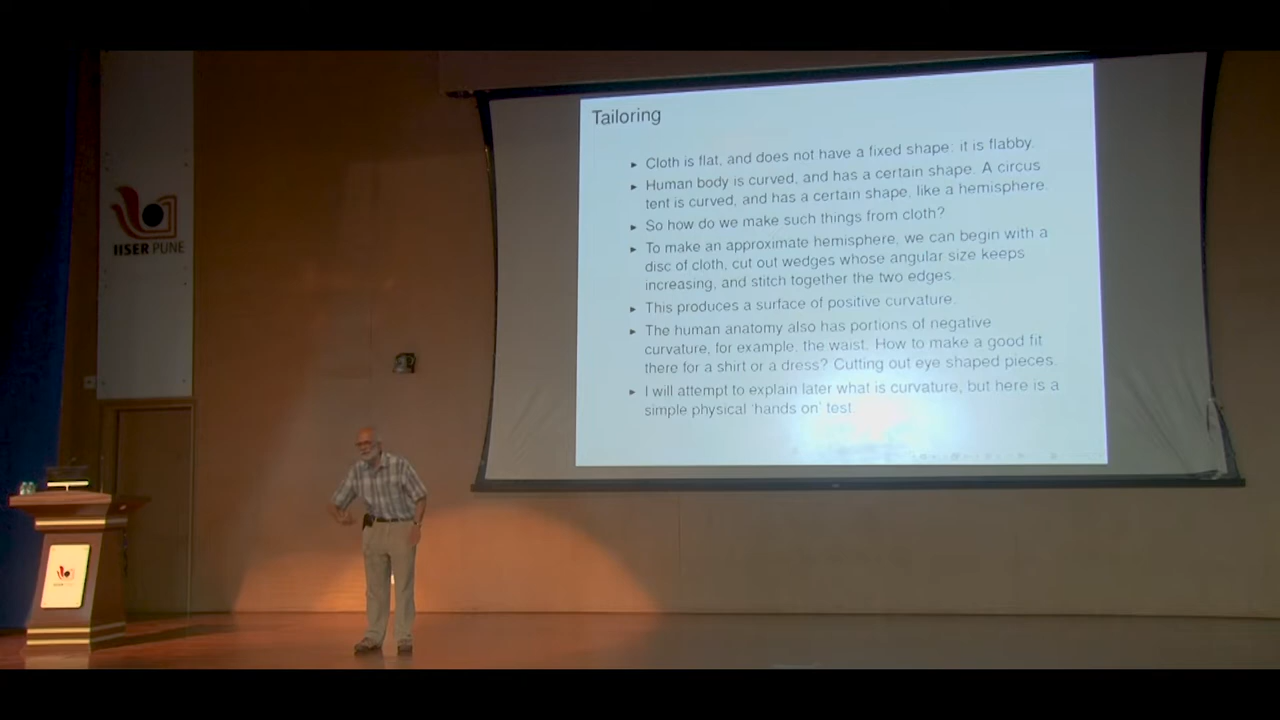 Tailoring
Cloth is flat, and does not have a fixed shape: it is flabby.
Human body is curved, and has a certain shape. A circus
tent is curved, and has a certain shape, like a hemisphere.
So how do we make such things from cloth?
To make an approximate hemisphere, we can begin with a
disc of cloth, cut out wedges whose angular size keeps
increasing, and stitch together the two edges.
This produces a surface of positive curvature.
The human anatomy also has portions of negative
curvature, for example, the waist. How to make a good fit
there for a shirt or a dress? Cutting out eye shaped pieces.
I will attempt to explain later what is curvature, but here is a
simple physical 'hands on' test.
IISER PUNE